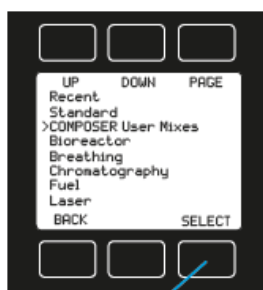 UP DOWN PAGE
Recent
Standard
>COMPOSER User Mixes
Bioreactor
Breathing
Chromatography
Fuel
Laser
BACK SELECT